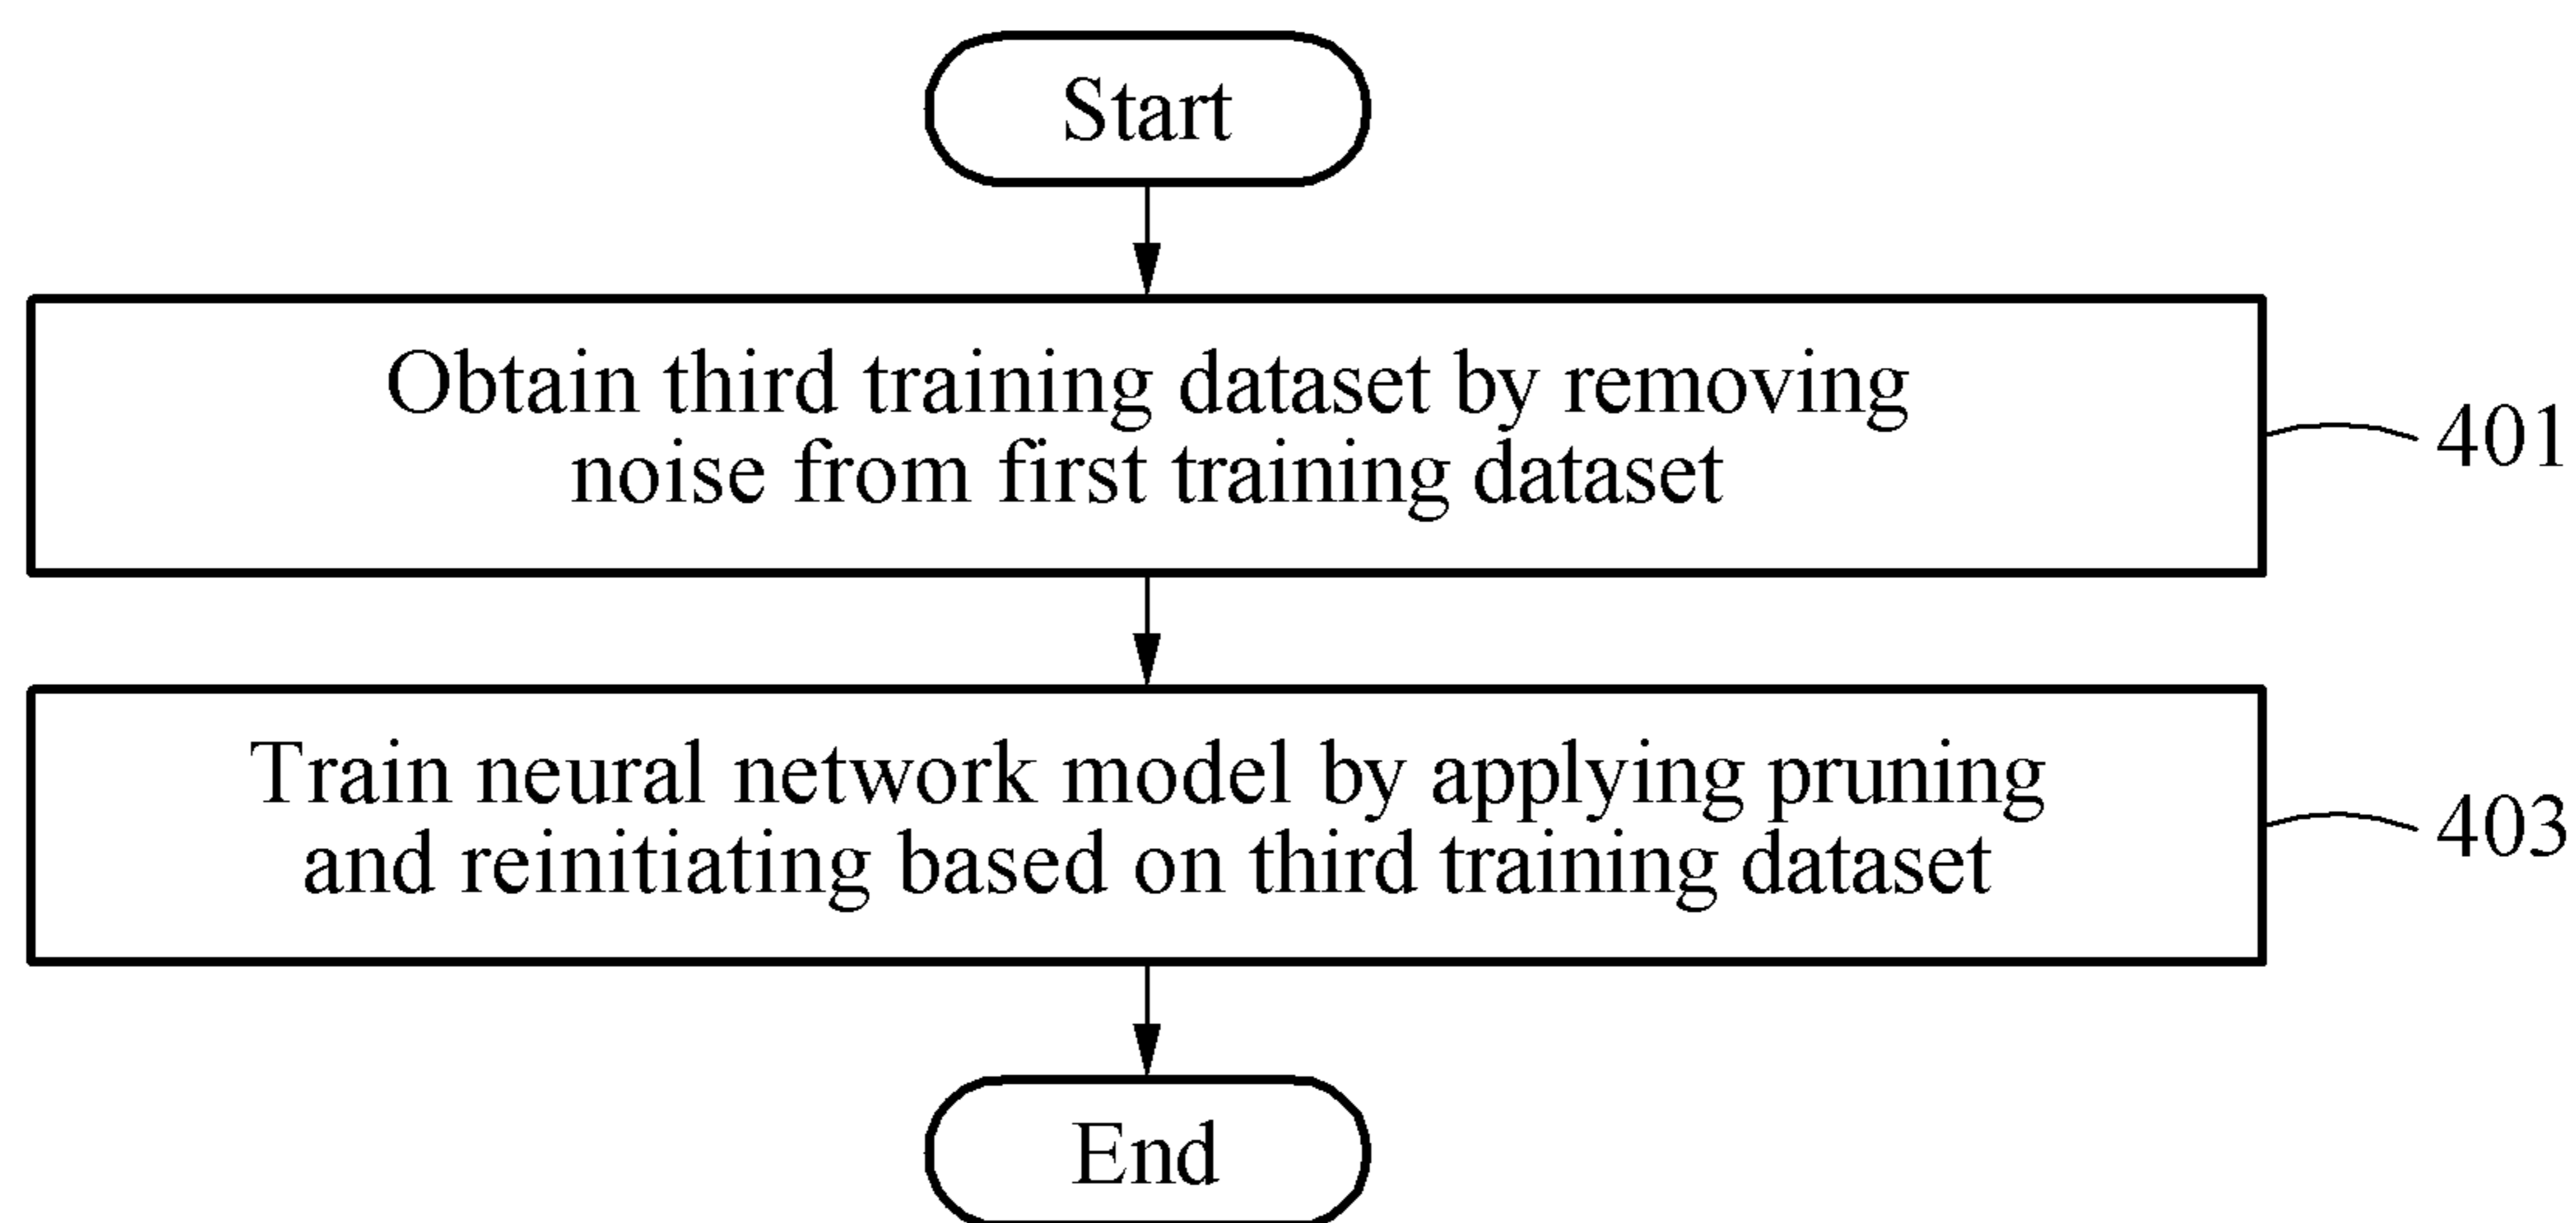 Start
Obtain third training dataset by removing
noise from first training dataset
401
Train neural network model by applying pruning
and reinitiating based on third training dataset
403
End